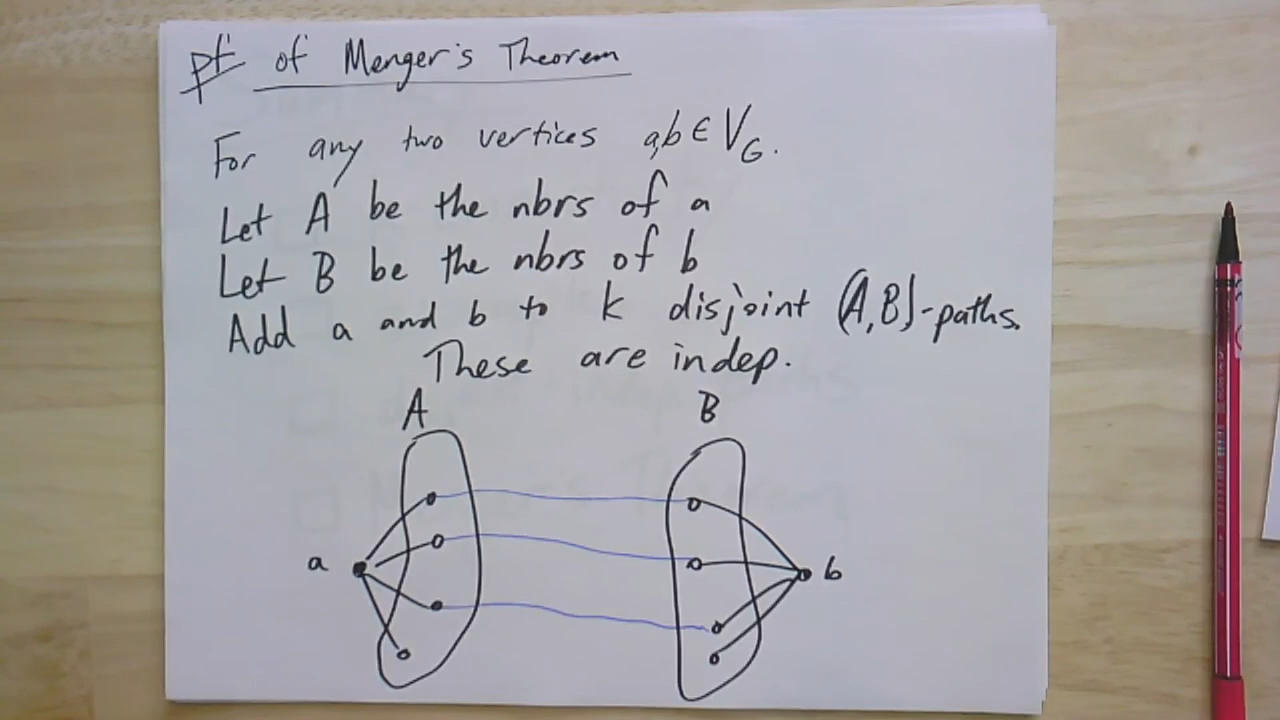 Pf of Menger's Theorem
For any two vertices a,b ∈ V_G.
Let A be the nbrs of a
Let B be the nbrs of b
Add a and b to k disjoint (A,B)-paths.
These are indep.
A B
a b